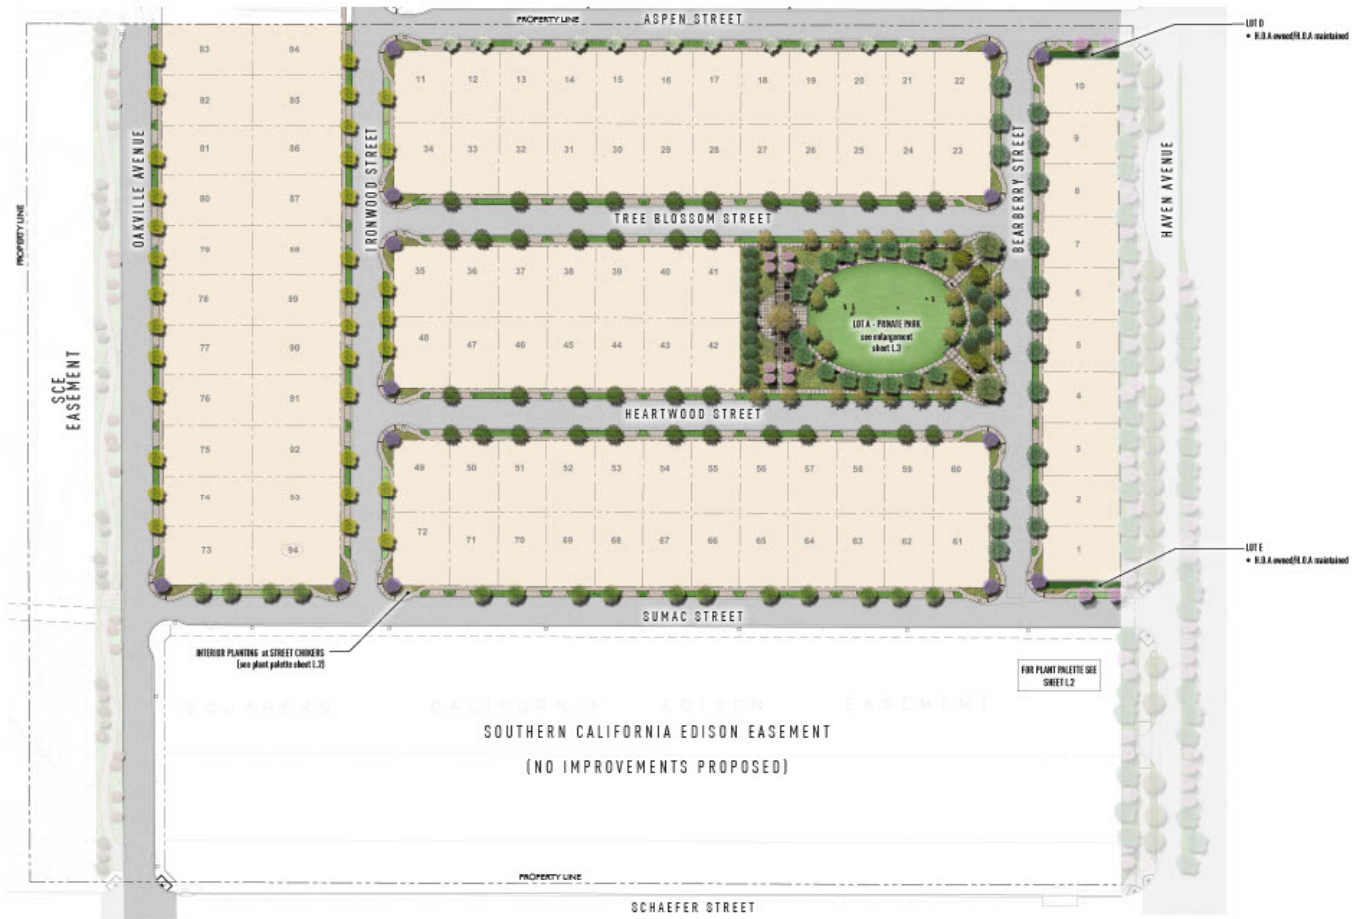 PROPERTY LINE
ASPEN STREET
LOT D
• H.O.A owned/H.O.A maintained
83 84
82 85
81 86
80 87
79 88
78 89
77 90
76 91
75 92
74 93
73 94
OAKVILLE AVENUE
IRONWOOD STREET
11 12 13 14 15 16 17 18 19 20 21 22
34 33 32 31 30 29 28 27 26 25 24 23
TREE BLOSSOM STREET
BEARBERRY STREET
HAVEN AVENUE
10
9
8
7
6
5
4
3
2
1
PROPERTY LINE
SCE
EASEMENT
35 36 37 38 39 40 41
48 47 46 45 44 43 42
LOT A - PRIVATE PARK
see enlargement
sheet L.3
HEARTWOOD STREET
49 50 51 52 53 54 55 56 57 58 59 60
72 71 70 69 68 67 66 65 64 63 62 61
LOT E
• H.O.A owned/H.O.A maintained
SUMAC STREET
INTERIOR PLANTING at STREET CHOKERS
(see plant palette sheet L.2)
FOR PLANT PALETTE SEE
SHEET L.2
SOUTHERN CALIFORNIA EDISON EASEMENT
SOUTHERN CALIFORNIA EDISON EASEMENT
(NO IMPROVEMENTS PROPOSED)
PROPERTY LINE
SCHAEFER STREET